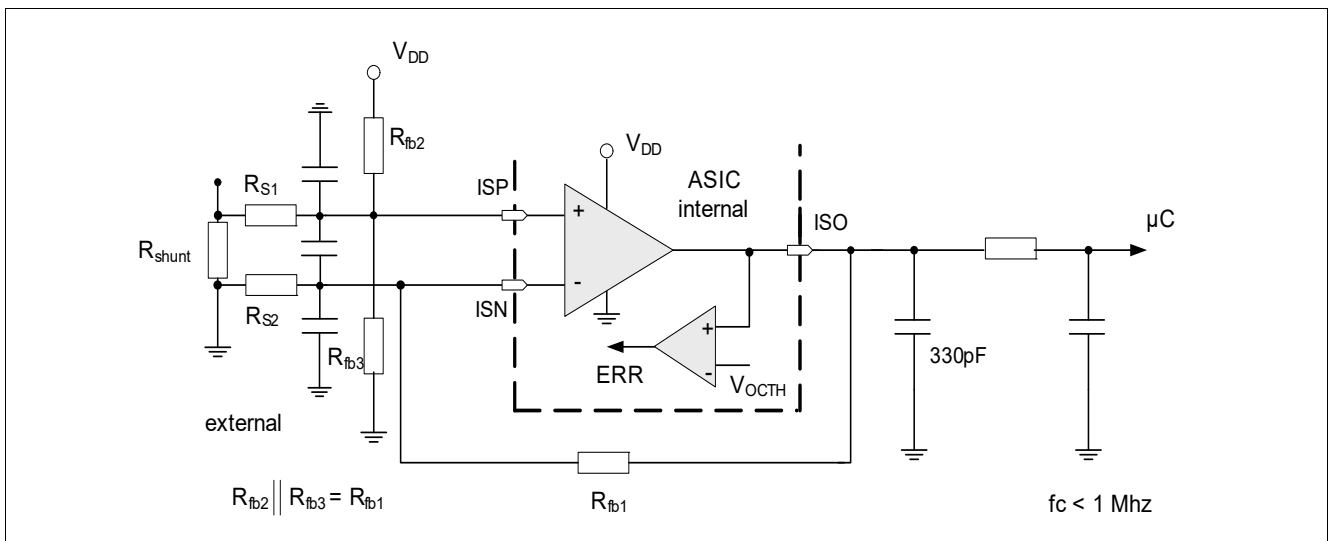 V_DD
R_fb2
V_DD
ASIC
internal
R_S1
ISP
+
ISO
µC
R_shunt
-
R_S2
ISN
+
R_fb3
ERR
-
V_OCTH
330pF
external
R_fb2 || R_fb3 = R_fb1
R_fb1
fc < 1 Mhz